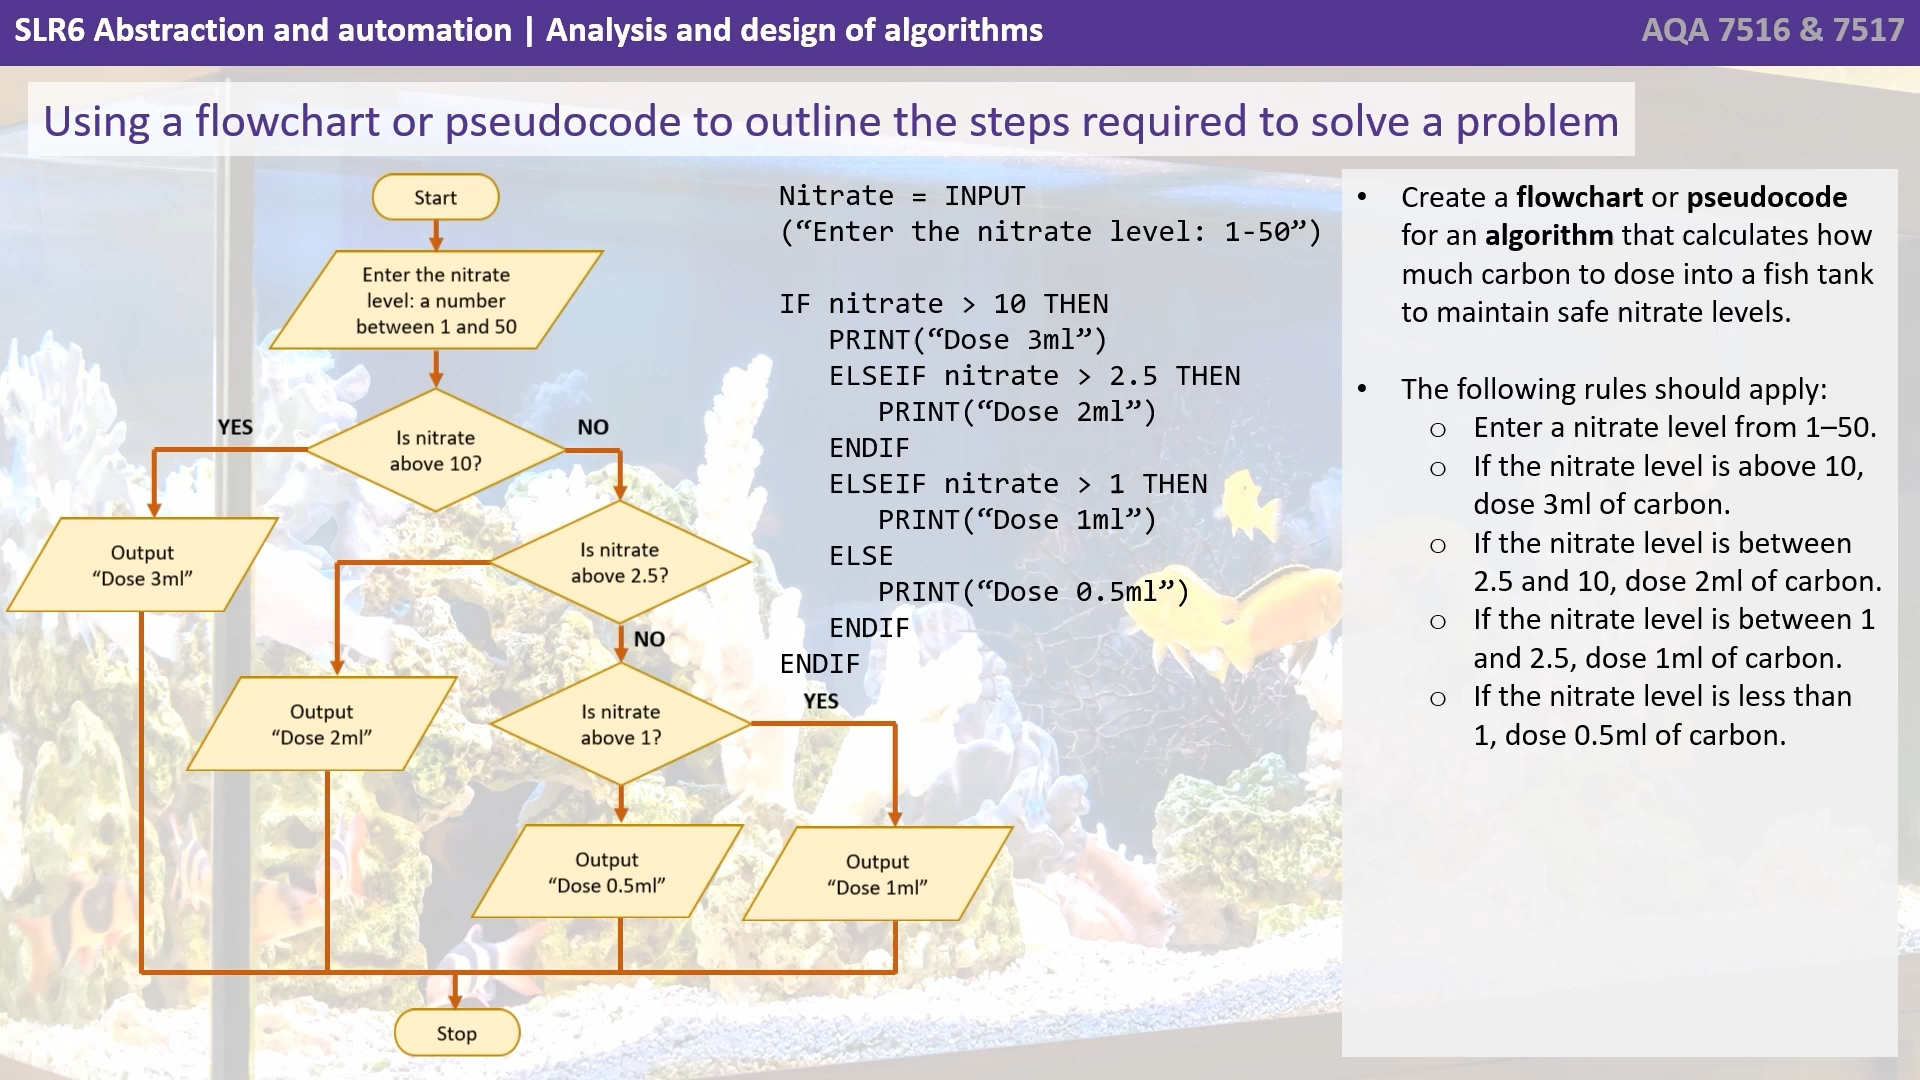 SLR6 Abstraction and automation | Analysis and design of algorithms
AQA 7516 & 7517
Using a flowchart or pseudocode to outline the steps required to solve a problem
Start
Enter the nitrate
level: a number
between 1 and 50
YES
Is nitrate
above 10?
NO
Output
“Dose 3ml”
Is nitrate
above 2.5?
NO
Output
“Dose 2ml”
Is nitrate
above 1?
YES
Output
“Dose 0.5ml”
Output
“Dose 1ml”
Stop
Nitrate = INPUT
(“Enter the nitrate level: 1-50”)
IF nitrate > 10 THEN
   PRINT(“Dose 3ml”)
   ELSEIF nitrate > 2.5 THEN
      PRINT(“Dose 2ml”)
   ENDIF
   ELSEIF nitrate > 1 THEN
      PRINT(“Dose 1ml”)
   ELSE
      PRINT(“Dose 0.5ml”)
   ENDIF
ENDIF
• Create a flowchart or pseudocode
for an algorithm that calculates how
much carbon to dose into a fish tank
to maintain safe nitrate levels.
• The following rules should apply:
o Enter a nitrate level from 1–50.
o If the nitrate level is above 10,
dose 3ml of carbon.
o If the nitrate level is between
2.5 and 10, dose 2ml of carbon.
o If the nitrate level is between 1
and 2.5, dose 1ml of carbon.
o If the nitrate level is less than
1, dose 0.5ml of carbon.